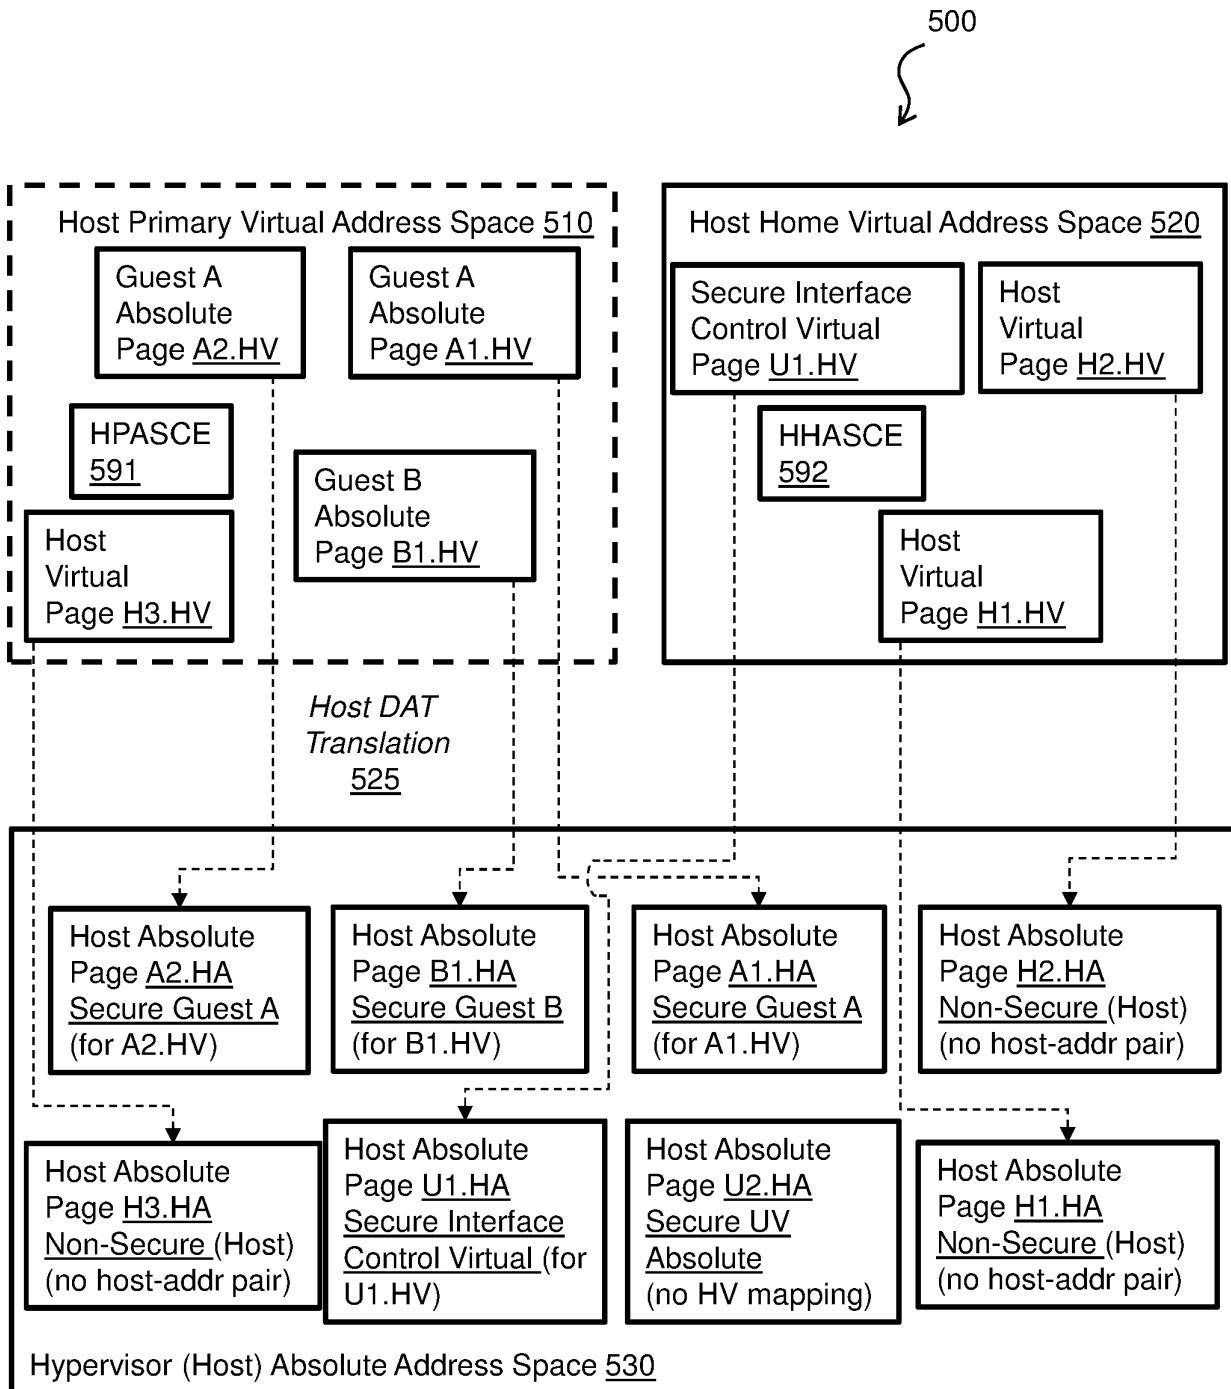 500
Host Primary Virtual Address Space 510
Guest A
Absolute
Page A2.HV
Guest A
Absolute
Page A1.HV
HPASCE
591
Guest B
Absolute
Page B1.HV
Host
Virtual
Page H3.HV
Host Home Virtual Address Space 520
Secure Interface
Control Virtual
Page U1.HV
Host
Virtual
Page H2.HV
HHASCE
592
Host
Virtual
Page H1.HV
Host DAT
Translation
525
Host Absolute
Page A2.HA
Secure Guest A
(for A2.HV)
Host Absolute
Page B1.HA
Secure Guest B
(for B1.HV)
Host Absolute
Page A1.HA
Secure Guest A
(for A1.HV)
Host Absolute
Page H2.HA
Non-Secure (Host)
(no host-addr pair)
Host Absolute
Page H3.HA
Non-Secure (Host)
(no host-addr pair)
Host Absolute
Page U1.HA
Secure Interface
Control Virtual (for
U1.HV)
Host Absolute
Page U2.HA
Secure UV
Absolute
(no HV mapping)
Host Absolute
Page H1.HA
Non-Secure (Host)
(no host-addr pair)
Hypervisor (Host) Absolute Address Space 530